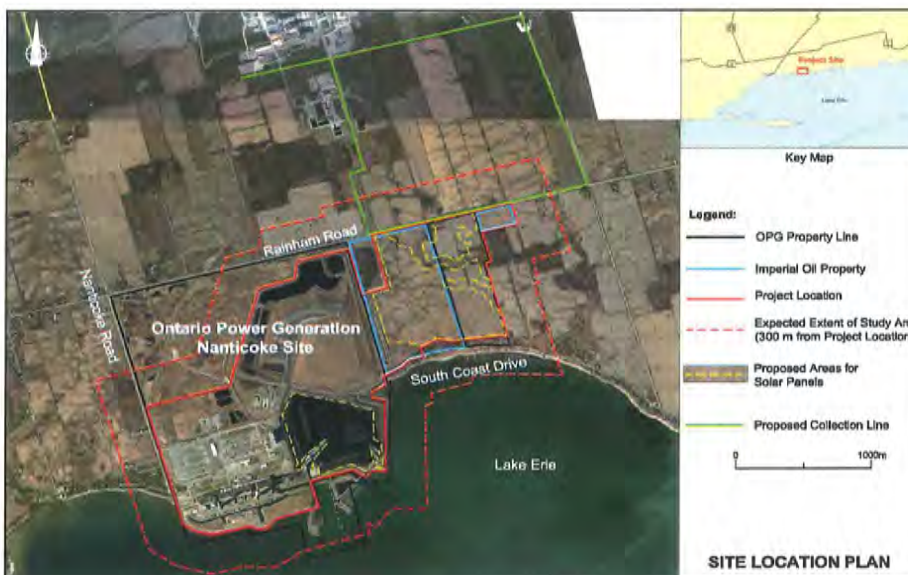 Rainham Road
Nanticoke Road
Ontario Power Generation
Nanticoke Site
South Coast Drive
Lake Erie
Project Site
Lake Erie
Key Map
Legend:
OPG Property Line
Imperial Oil Property
Project Location
Expected Extent of Study Are
(300 m from Project Location
Proposed Areas for
Solar Panels
Proposed Collection Line
0 1000m
SITE LOCATION PLAN